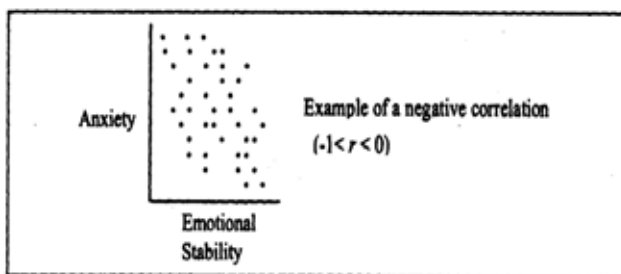 Anxiety
Example of a negative correlation
(-1< r < 0)
Emotional
Stability